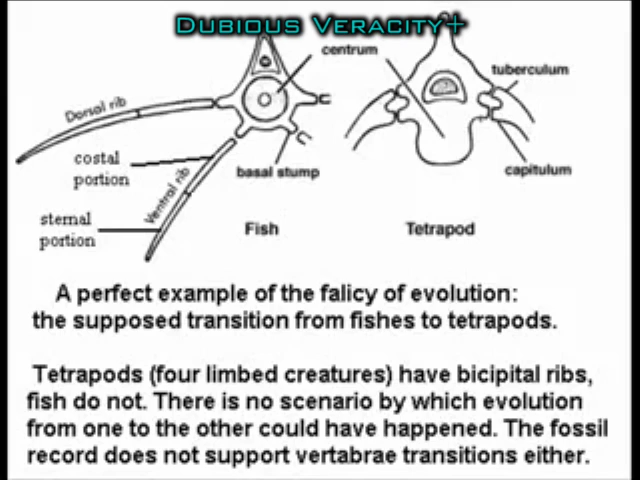 Dubious Veracity+
centrum
tuberculum
Dorsal rib
costal
portion
Ventral rib
basal stump
capitulum
sternal
portion
Fish
Tetrapod
A perfect example of the falicy of evolution:
the supposed transition from fishes to tetrapods.
Tetrapods (four limbed creatures) have bicipital ribs,
fish do not. There is no scenario by which evolution
from one to the other could have happened. The fossil
record does not support vertabrae transitions either.